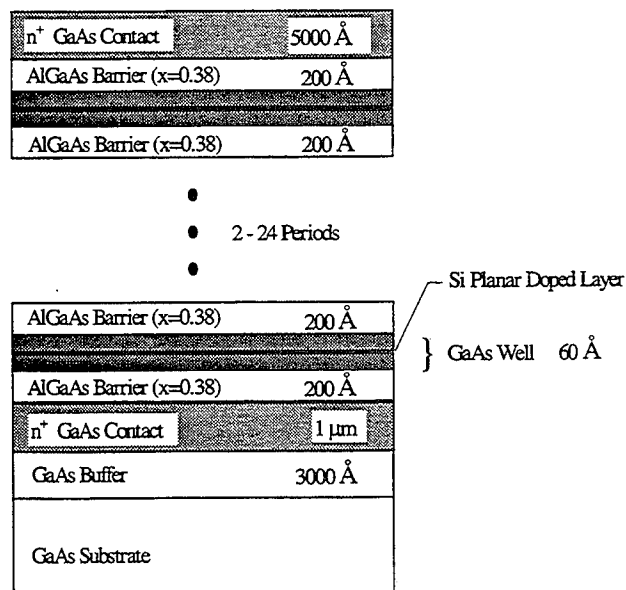 n⁺ GaAs Contact 5000 Å
AlGaAs Barrier (x=0.38) 200 Å
AlGaAs Barrier (x=0.38) 200 Å
2 - 24 Periods
Si Planar Doped Layer
AlGaAs Barrier (x=0.38) 200 Å
} GaAs Well 60 Å
AlGaAs Barrier (x=0.38) 200 Å
n⁺ GaAs Contact 1 μm
GaAs Buffer 3000 Å
GaAs Substrate